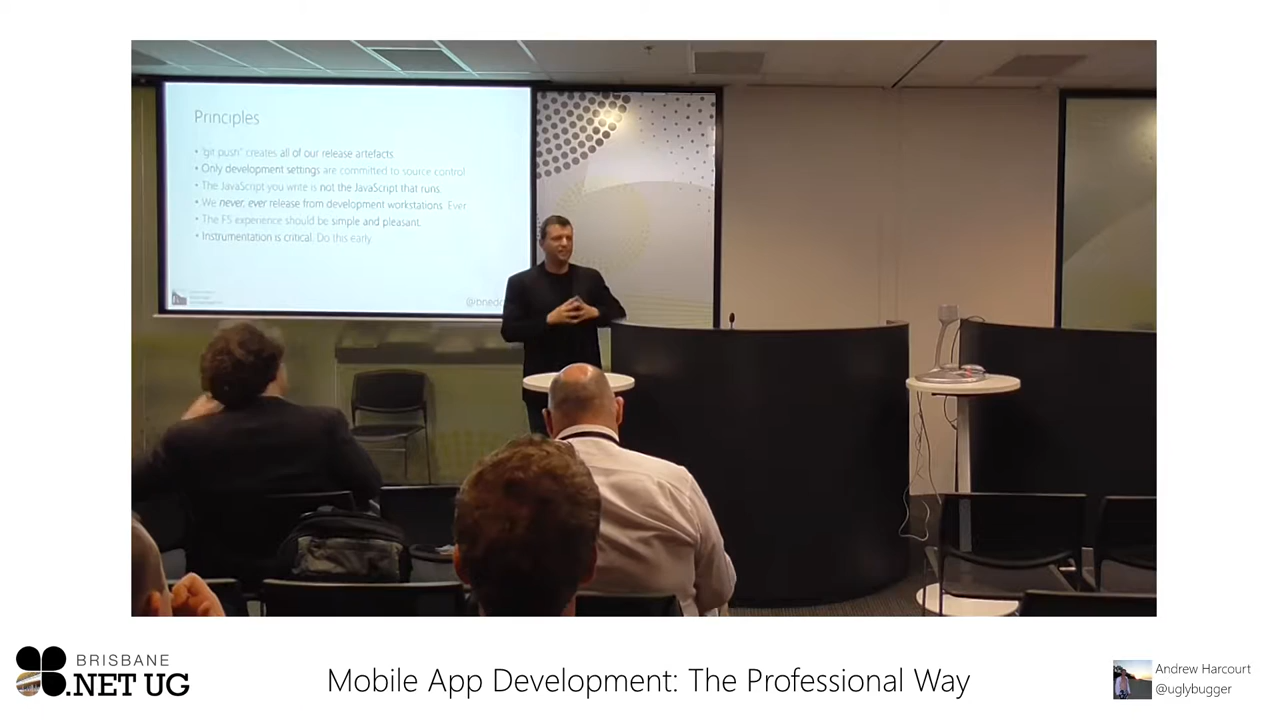 Principles
• "git push" creates all of our release artefacts
• Only development settings are committed to source control
• The JavaScript you write is not the JavaScript that runs.
• We never, ever release from development workstations. Ever.
• The F5 experience should be simple and pleasant.
• Instrumentation is critical. Do this early.
BRISBANE
.NET UG
Mobile App Development: The Professional Way
Andrew Harcourt
@uglybugger